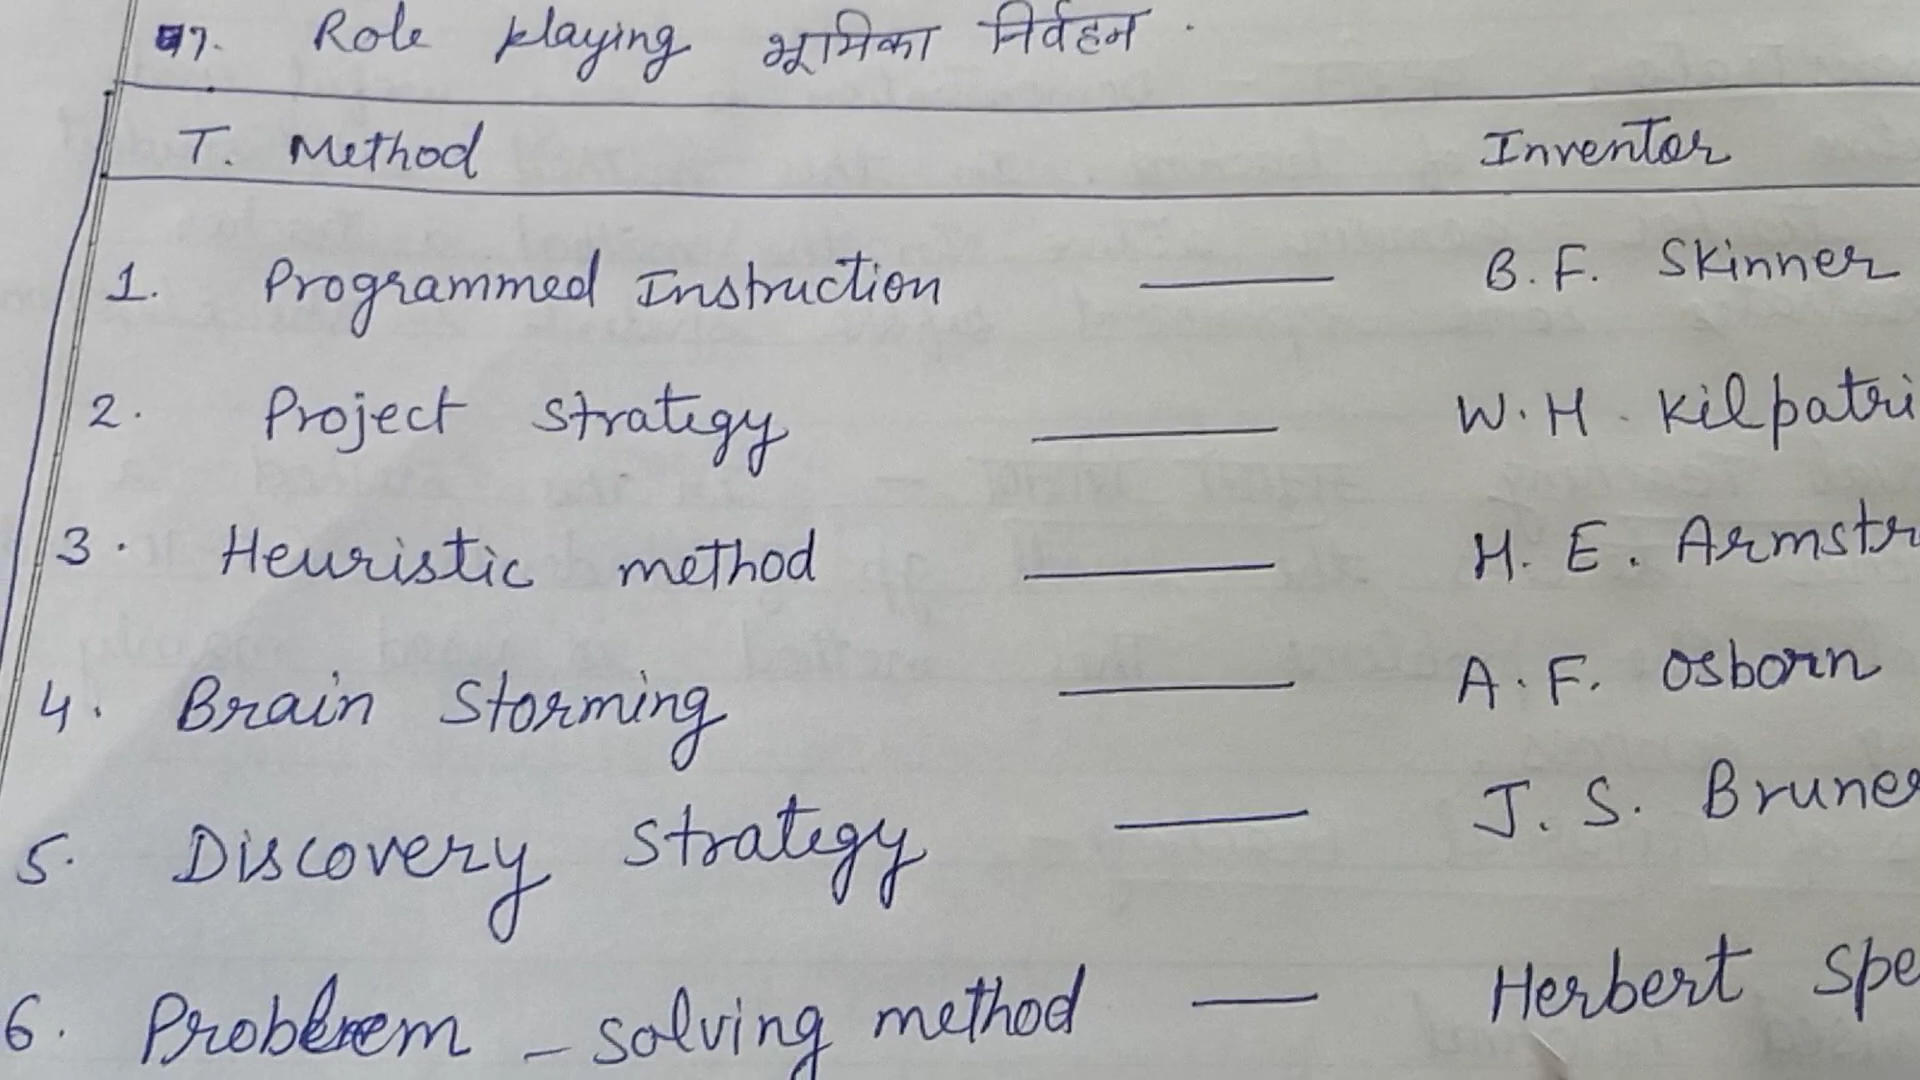 7. Role playing भूमिका निर्वहन .
T. Method Inventor
1. Programmed Instruction — B. F. Skinner
2. Project strategy — W. H. Kilpatri
3. Heuristic method — H. E. Armstr
4. Brain Storming — A. F. Osborn
5. Discovery strategy — J. S. Bruner
6. Problem - solving method — Herbert Spe